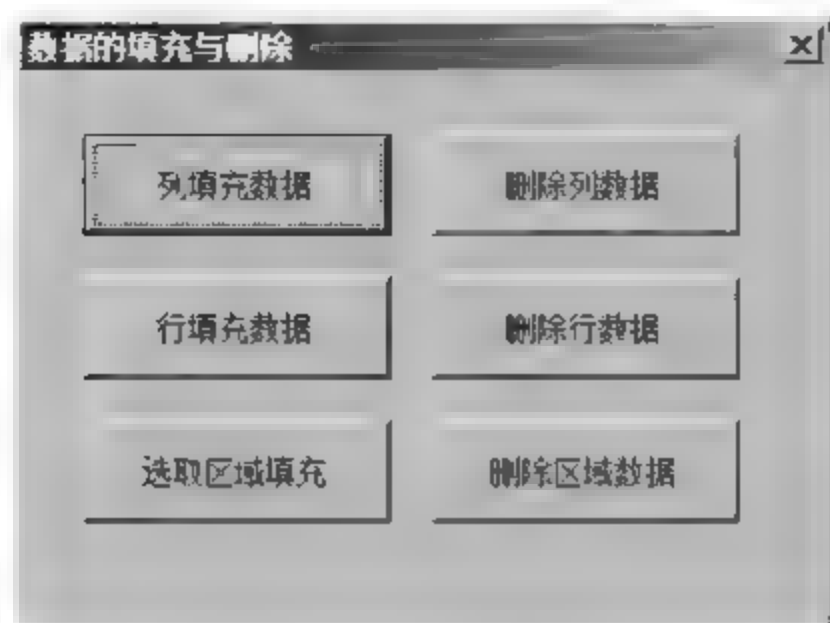 数据的填充与删除
列填充数据 删除列数据
行填充数据 删除行数据
选取区域填充 删除区域数据